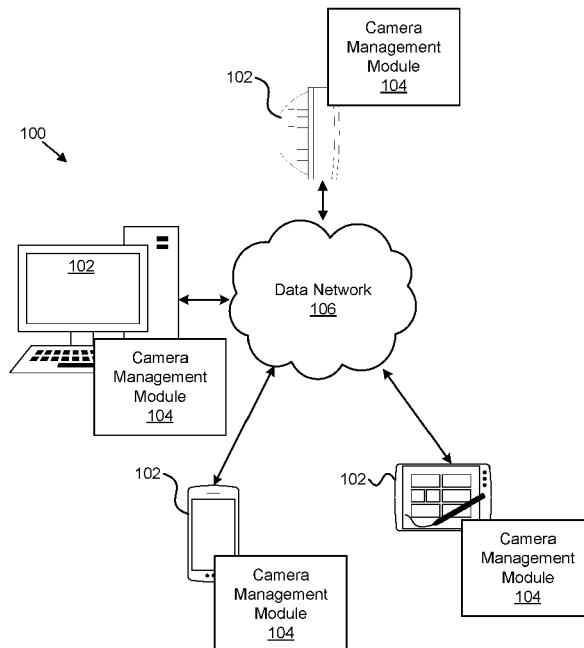 Camera
Management
Module
104
102
100
102
Data Network
106
Camera
Management
Module
104
102
102
Camera
Management
Module
104
Camera
Management
Module
104